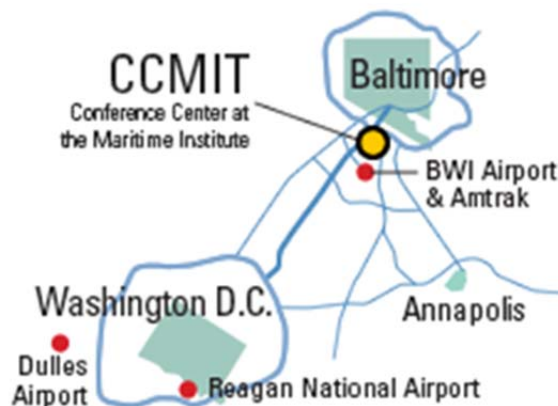 CCMIT
Conference Center at
the Maritime Institute
Baltimore
BWI Airport
& Amtrak
Washington D.C.
Annapolis
Dulles
Airport
Reagan National Airport